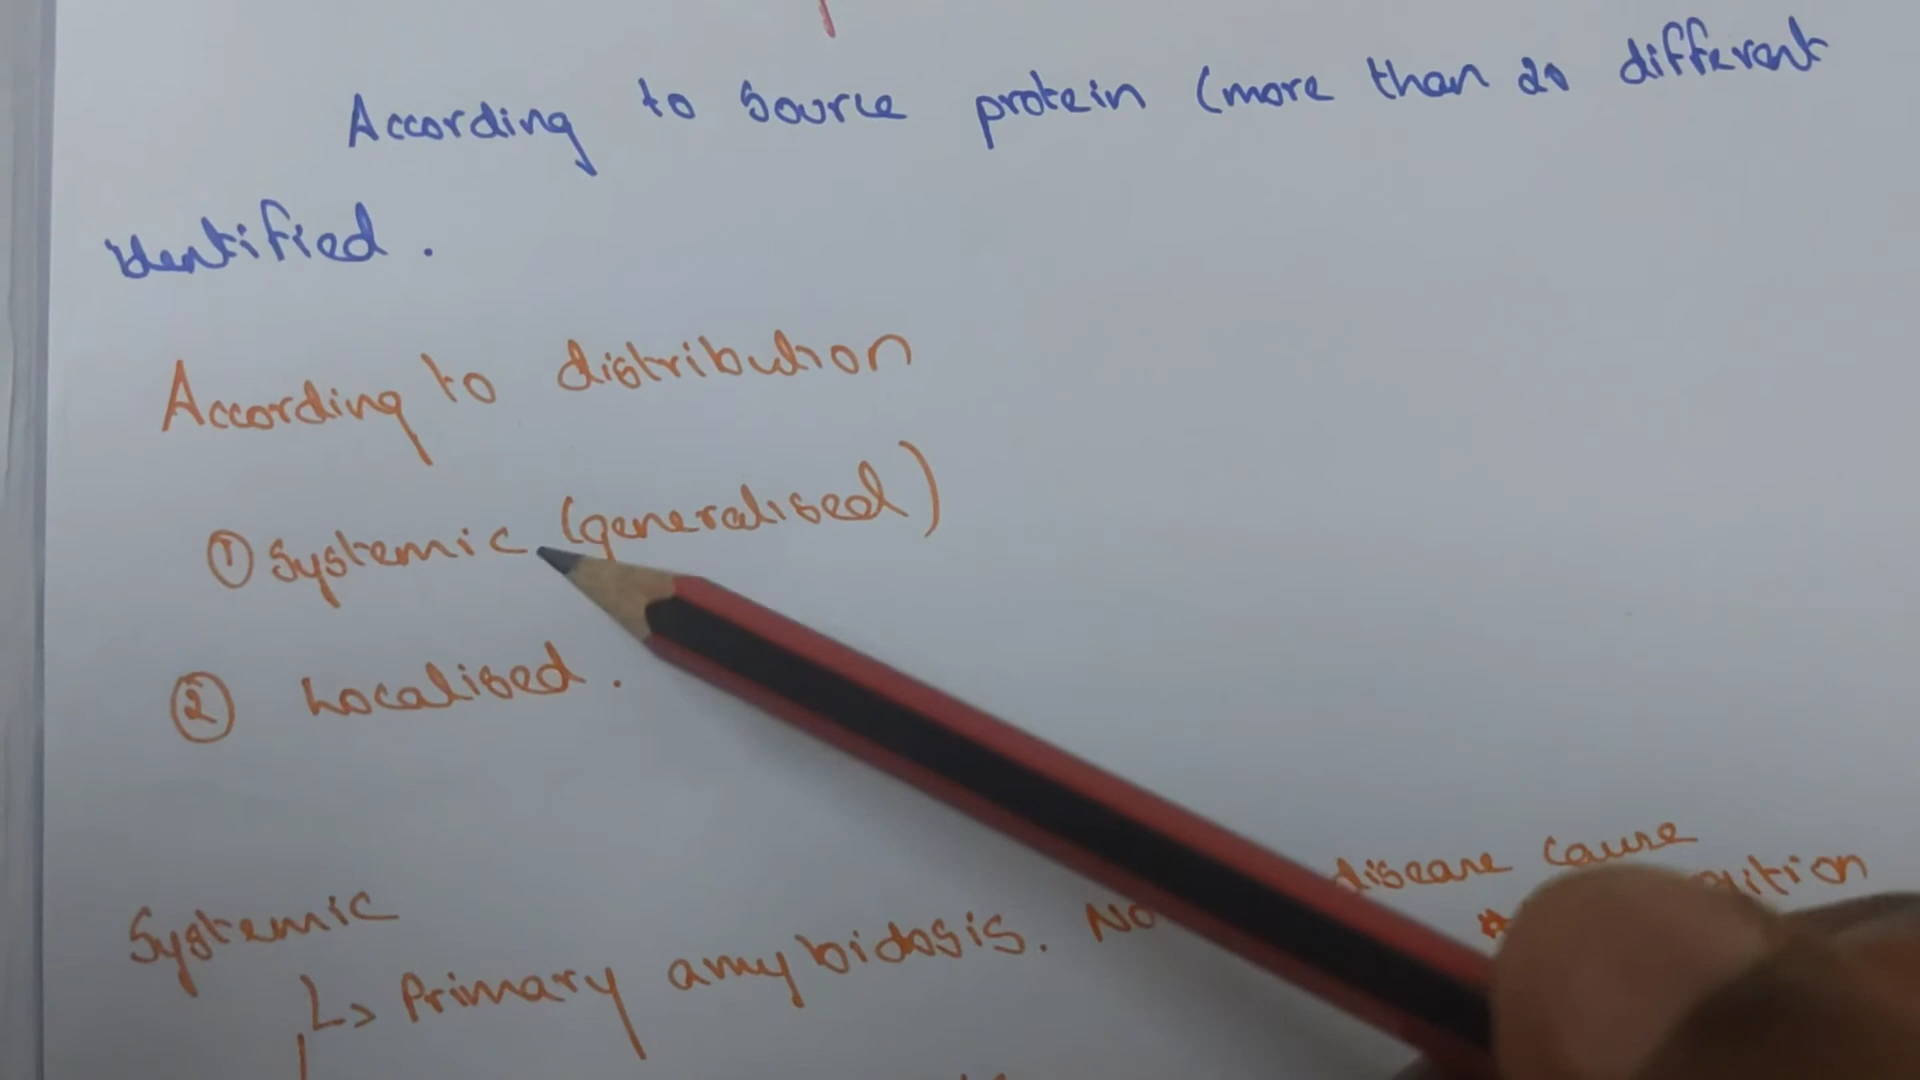 According to source protein (more than 20 different
identified.
According to distribution
① Systemic (generalised)
② Localised.
Systemic
disease cause
↳ Primary amyloidosis. No